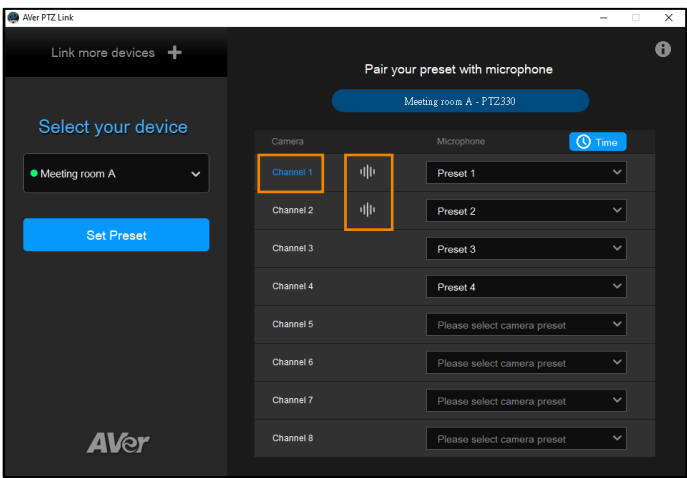 AVer PTZ Link
Link more devices +
Select your device
Meeting room A
Set Preset
AVer
Pair your preset with microphone
Meeting room A - PTZ330
Camera Microphone Time
Channel 1 Preset 1
Channel 2 Preset 2
Channel 3 Preset 3
Channel 4 Preset 4
Channel 5 Please select camera preset
Channel 6 Please select camera preset
Channel 7 Please select camera preset
Channel 8 Please select camera preset